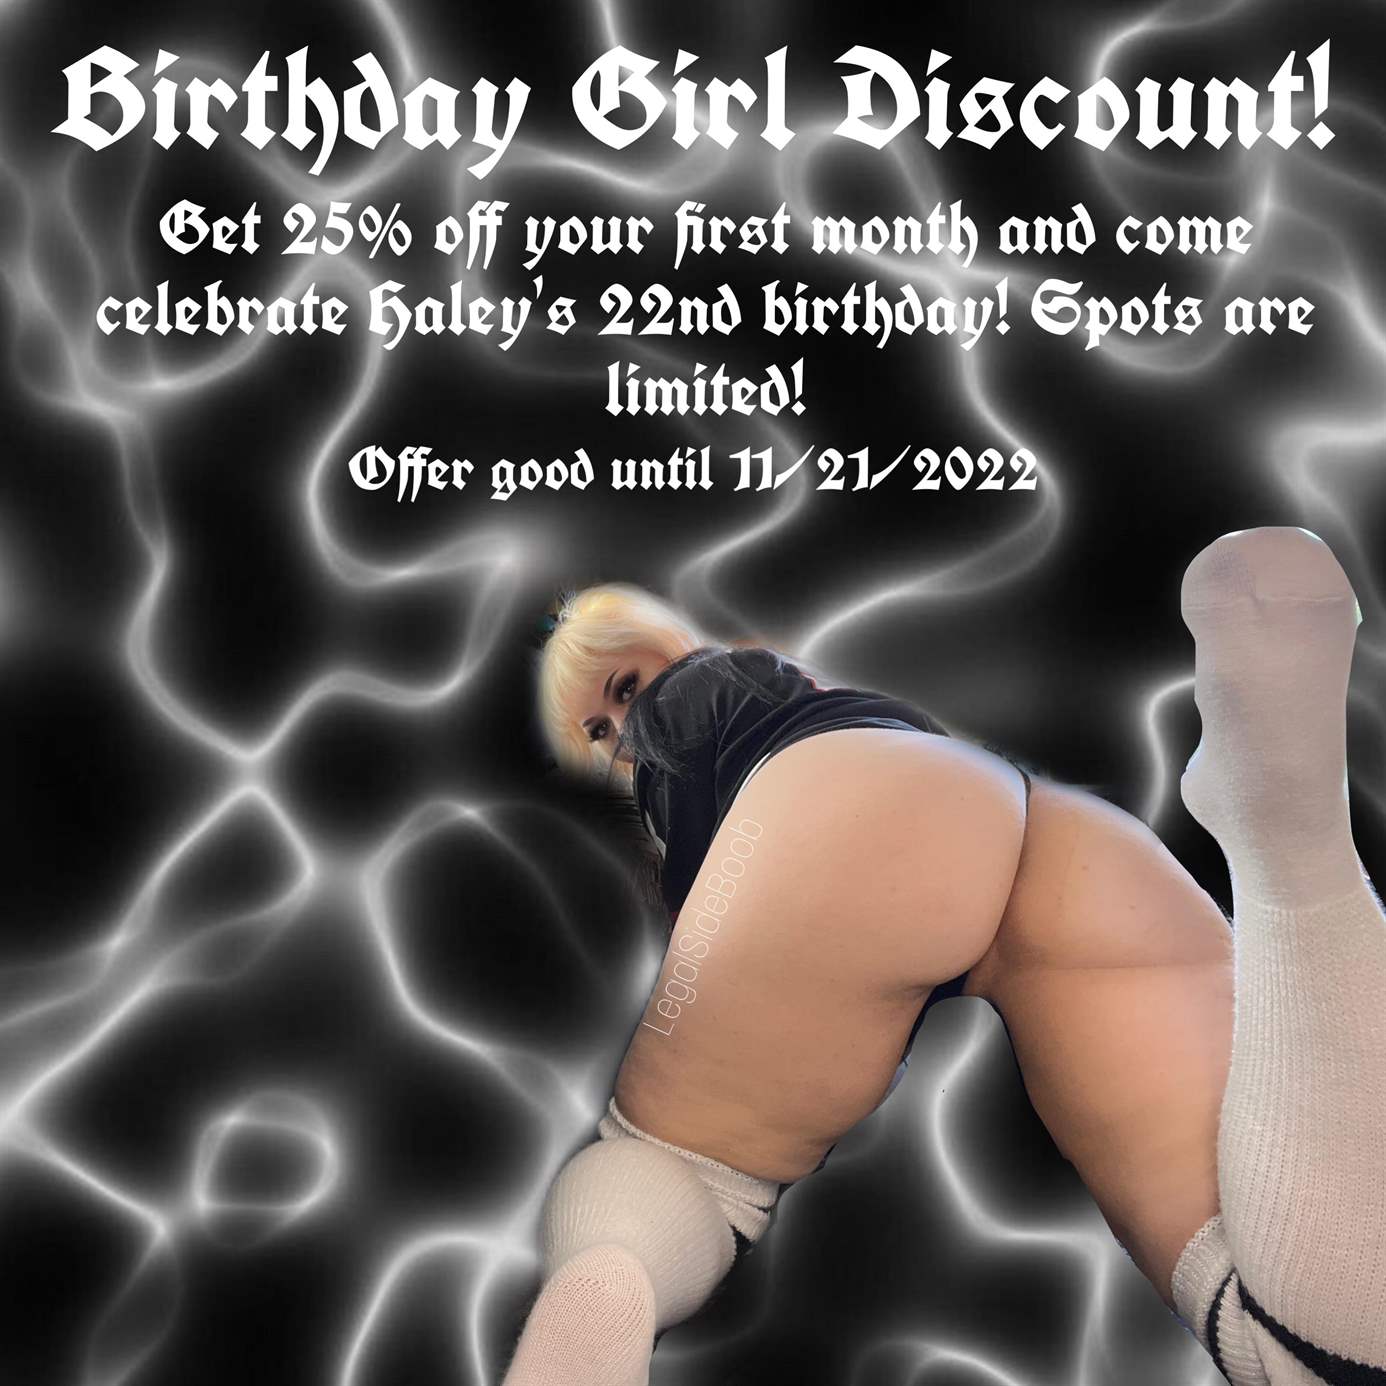 Birthday Girl Discount!
Get 25% off your first month and come
celebrate Haley's 22nd birthday! Spots are
limited!
Offer good until 11/21/2022
LegalSideBoob